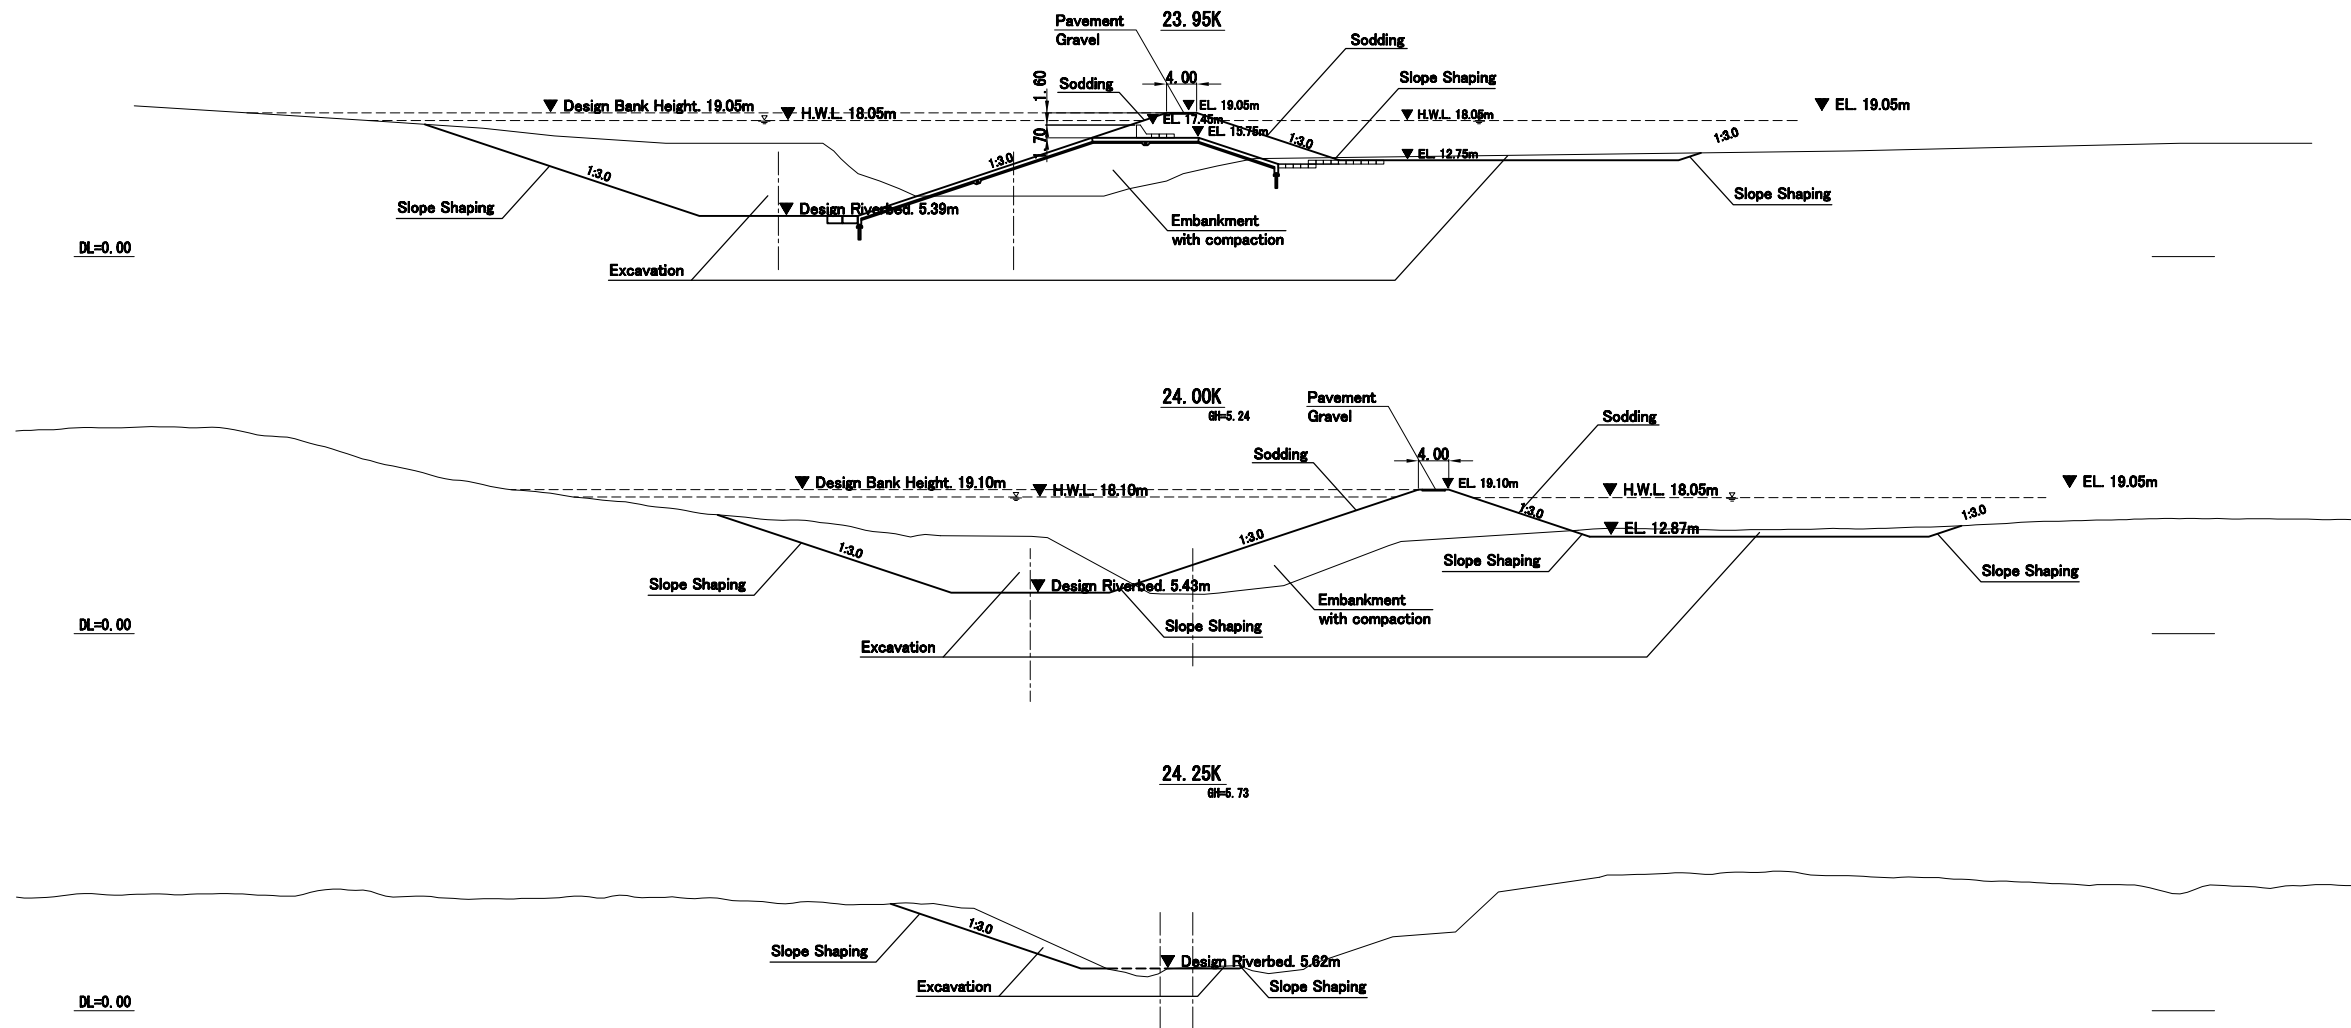 23. 95K
Pavement
Gravel
Sodding
Sodding
4. 00
Slope Shaping
1. 60
Design Bank Height. 19.05m
H.W.L. 18.05m
EL. 19.05m
EL. 17.45m
EL. 15.75m
H.W.L. 18.05m
EL. 19.05m
1. 70
1:3.0
1:3.0
1:3.0
1:3.0
EL. 12.75m
Slope Shaping
Design Riverbed. 5.39m
Slope Shaping
Embankment
with compaction
DL=0. 00
Excavation
24. 00K
GH=5. 24
Pavement
Gravel
Sodding
Sodding
4. 00
Design Bank Height. 19.10m
H.W.L. 18.10m
EL. 19.10m
H.W.L. 18.05m
EL. 19.05m
1:3.0
1:3.0
1:3.0
1:3.0
EL. 12.87m
Slope Shaping
Design Riverbed. 5.43m
Slope Shaping
Slope Shaping
Embankment
with compaction
Slope Shaping
DL=0. 00
Excavation
24. 25K
GH=5. 73
1:3.0
Slope Shaping
Design Riverbed. 5.62m
Excavation
Slope Shaping
DL=0. 00